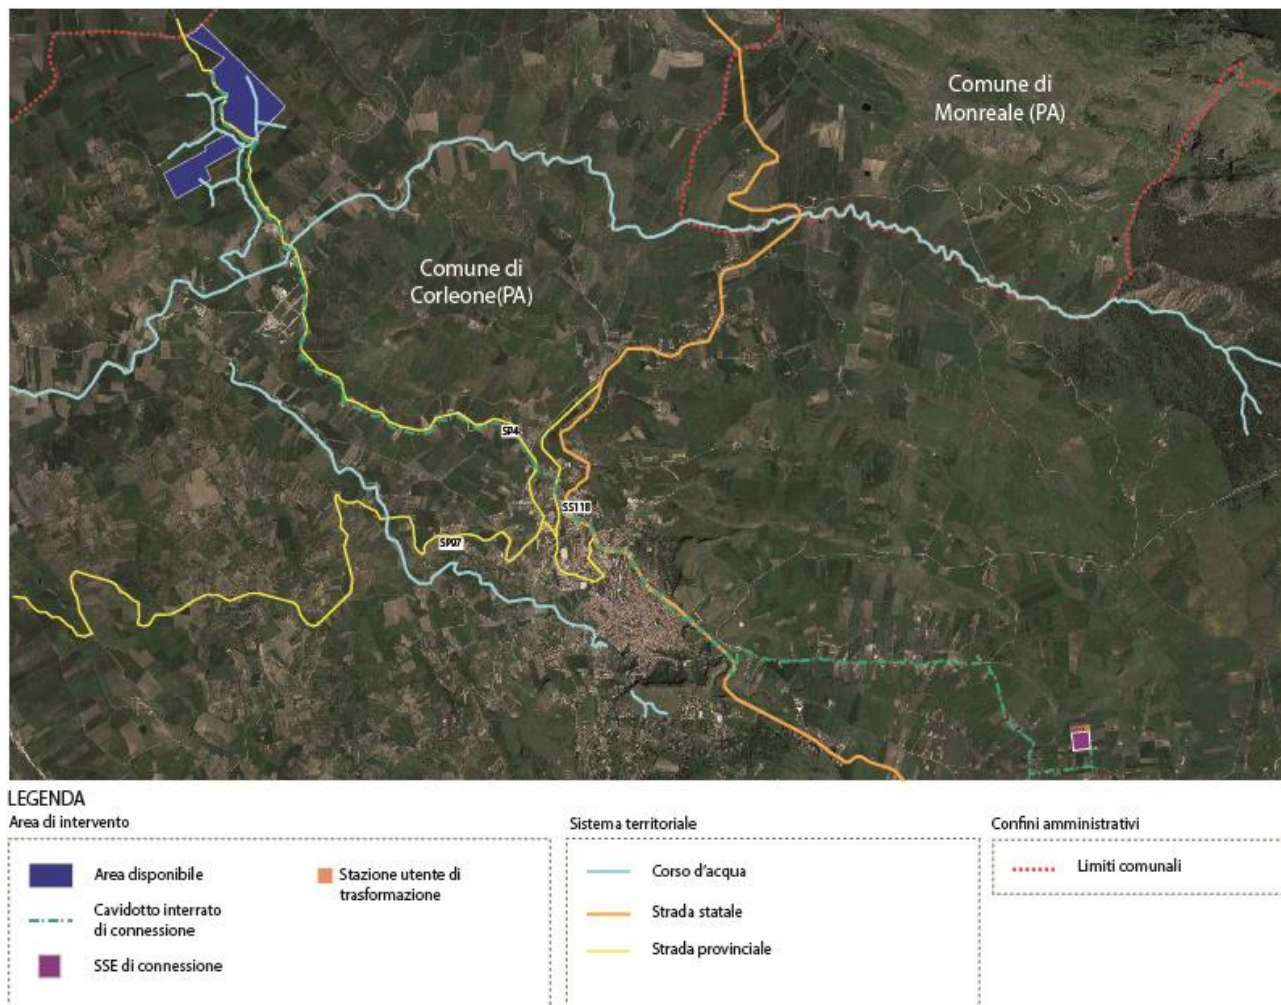 Comune di
Monreale (PA)
Comune di
Corleone(PA)
SP4
SS118
SP97
LEGENDA
Area di intervento
Area disponibile
Cavidotto interrato
di connessione
SSE di connessione
Stazione utente di
trasformazione
Sistema territoriale
Corso d'acqua
Strada statale
Strada provinciale
Confini amministrativi
Limiti comunali